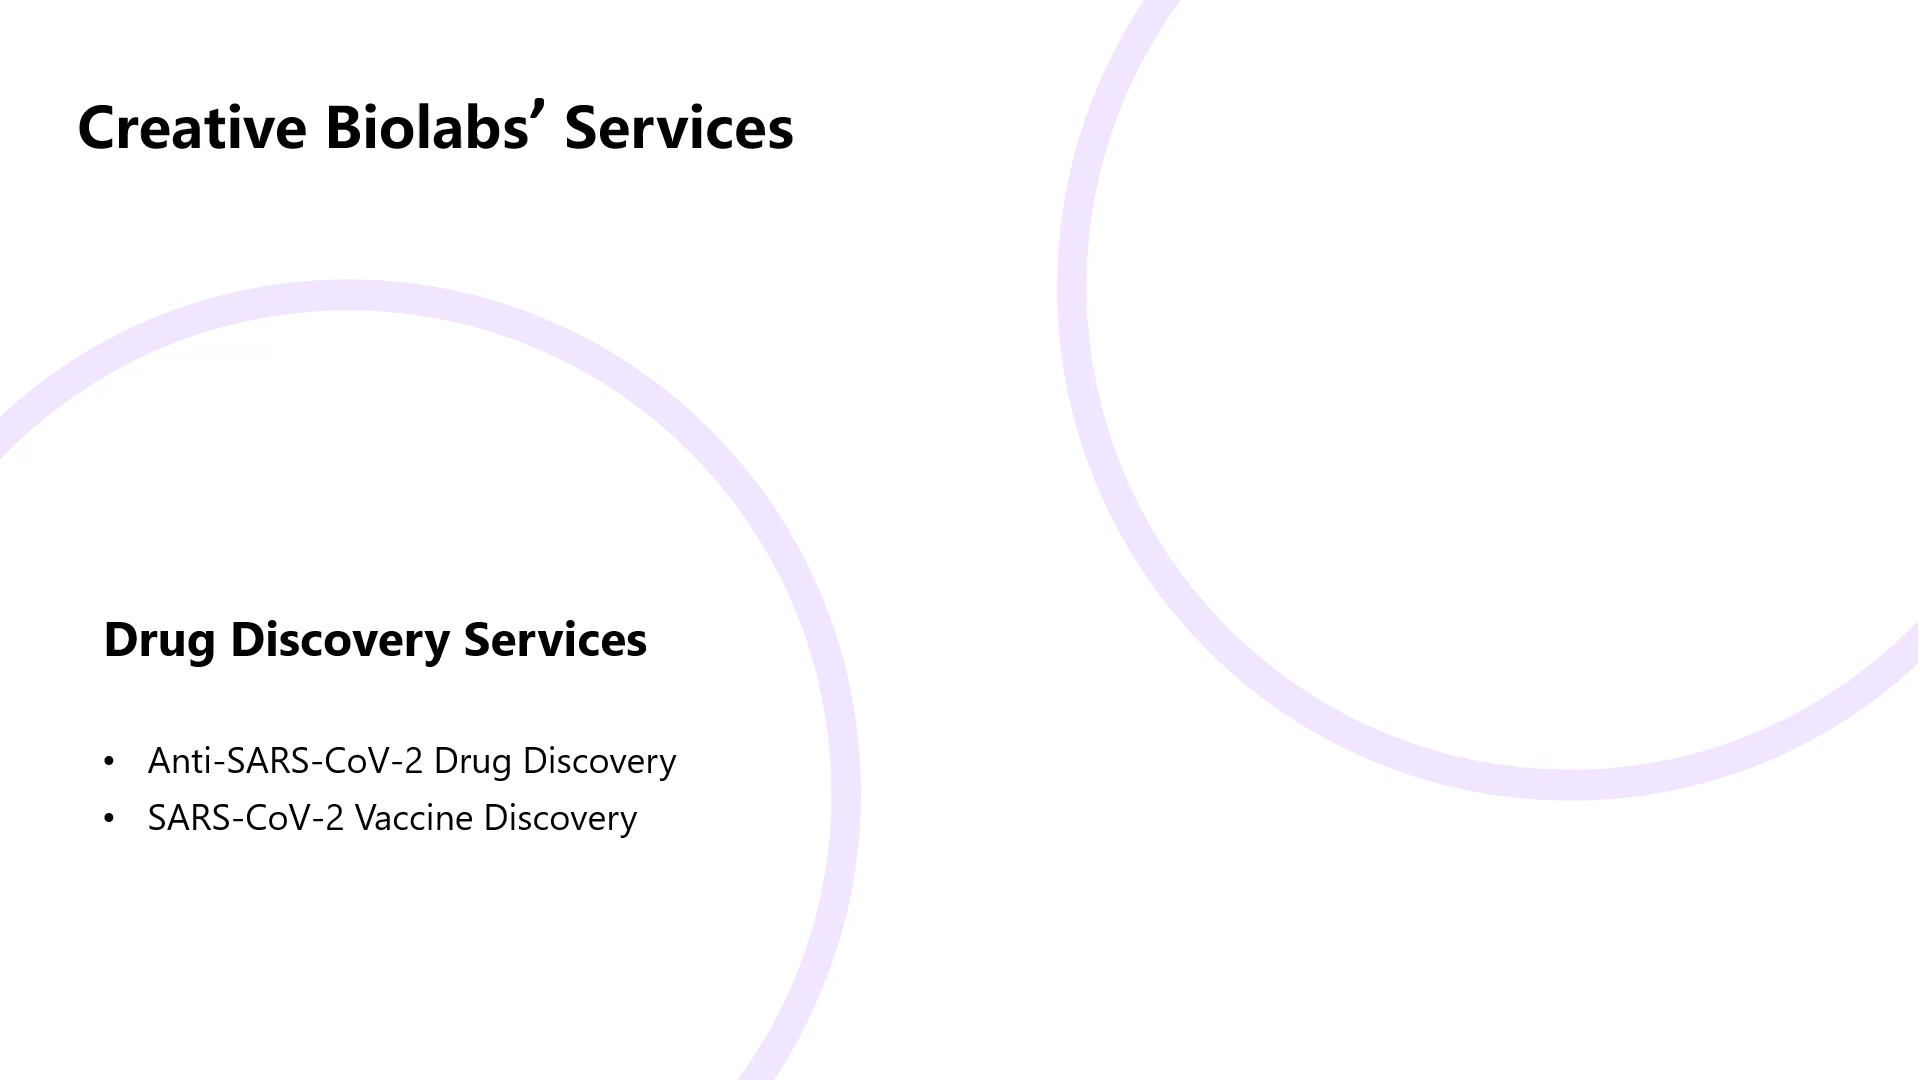 Creative Biolabs’ Services
Drug Discovery Services
• Anti-SARS-CoV-2 Drug Discovery
• SARS-CoV-2 Vaccine Discovery